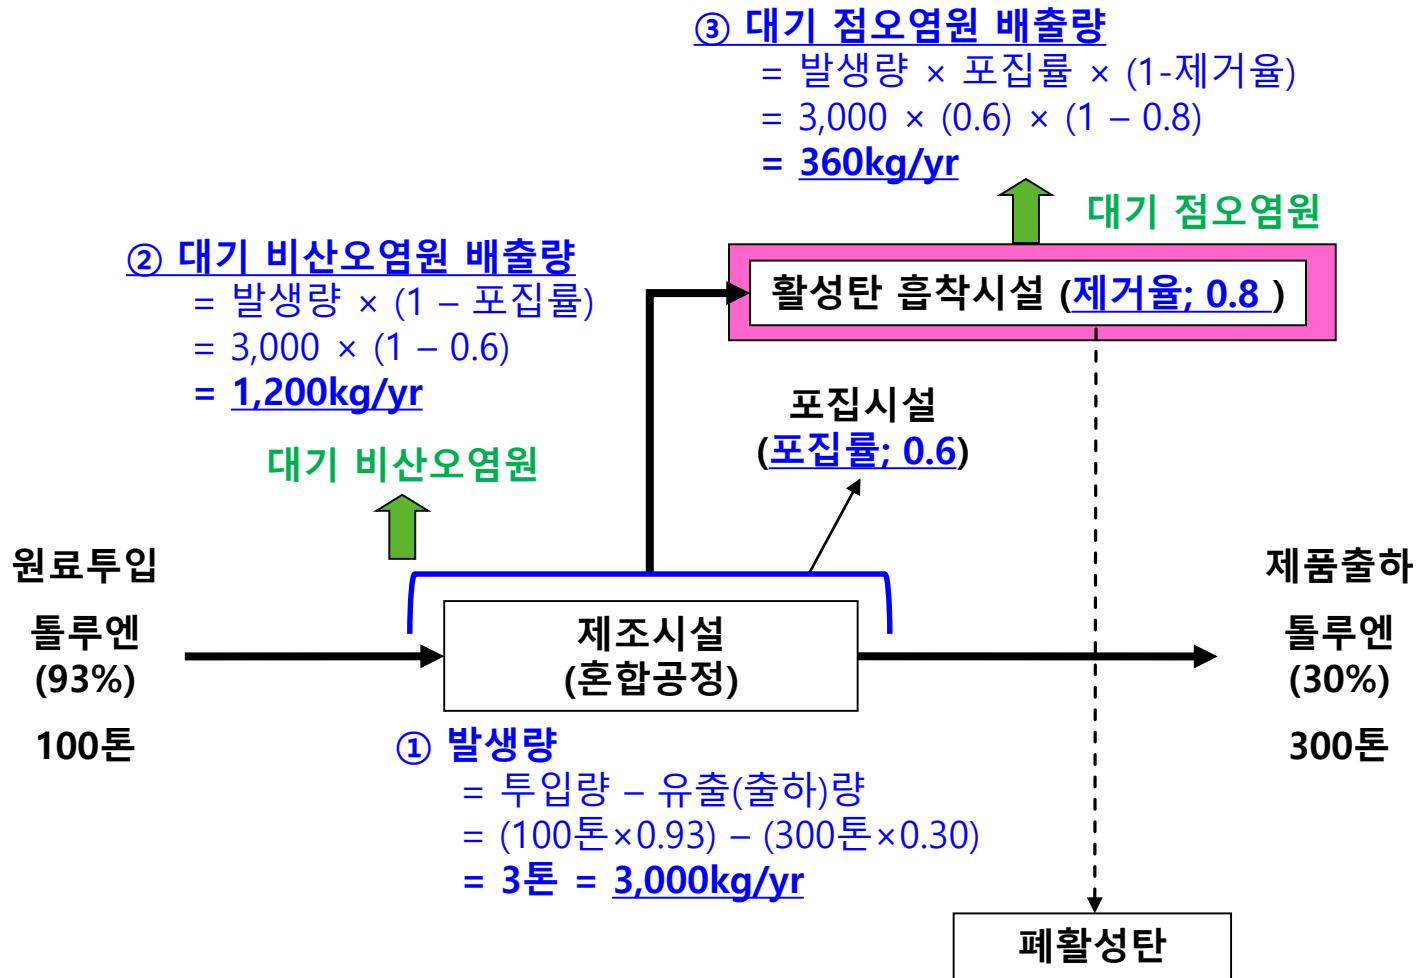 ③ 대기 점오염원 배출량
= 발생량 × 포집률 × (1-제거율)
= 3,000 × (0.6) × (1 – 0.8)
= 360kg/yr
대기 점오염원
② 대기 비산오염원 배출량
= 발생량 × (1 – 포집률)
= 3,000 × (1 – 0.6)
= 1,200kg/yr
활성탄 흡착시설 (제거율; 0.8 )
포집시설
(포집률; 0.6)
대기 비산오염원
원료투입
톨루엔
(93%)
100톤
제조시설
(혼합공정)
제품출하
톨루엔
(30%)
300톤
① 발생량
= 투입량 – 유출(출하)량
= (100톤×0.93) – (300톤×0.30)
= 3톤 = 3,000kg/yr
폐활성탄